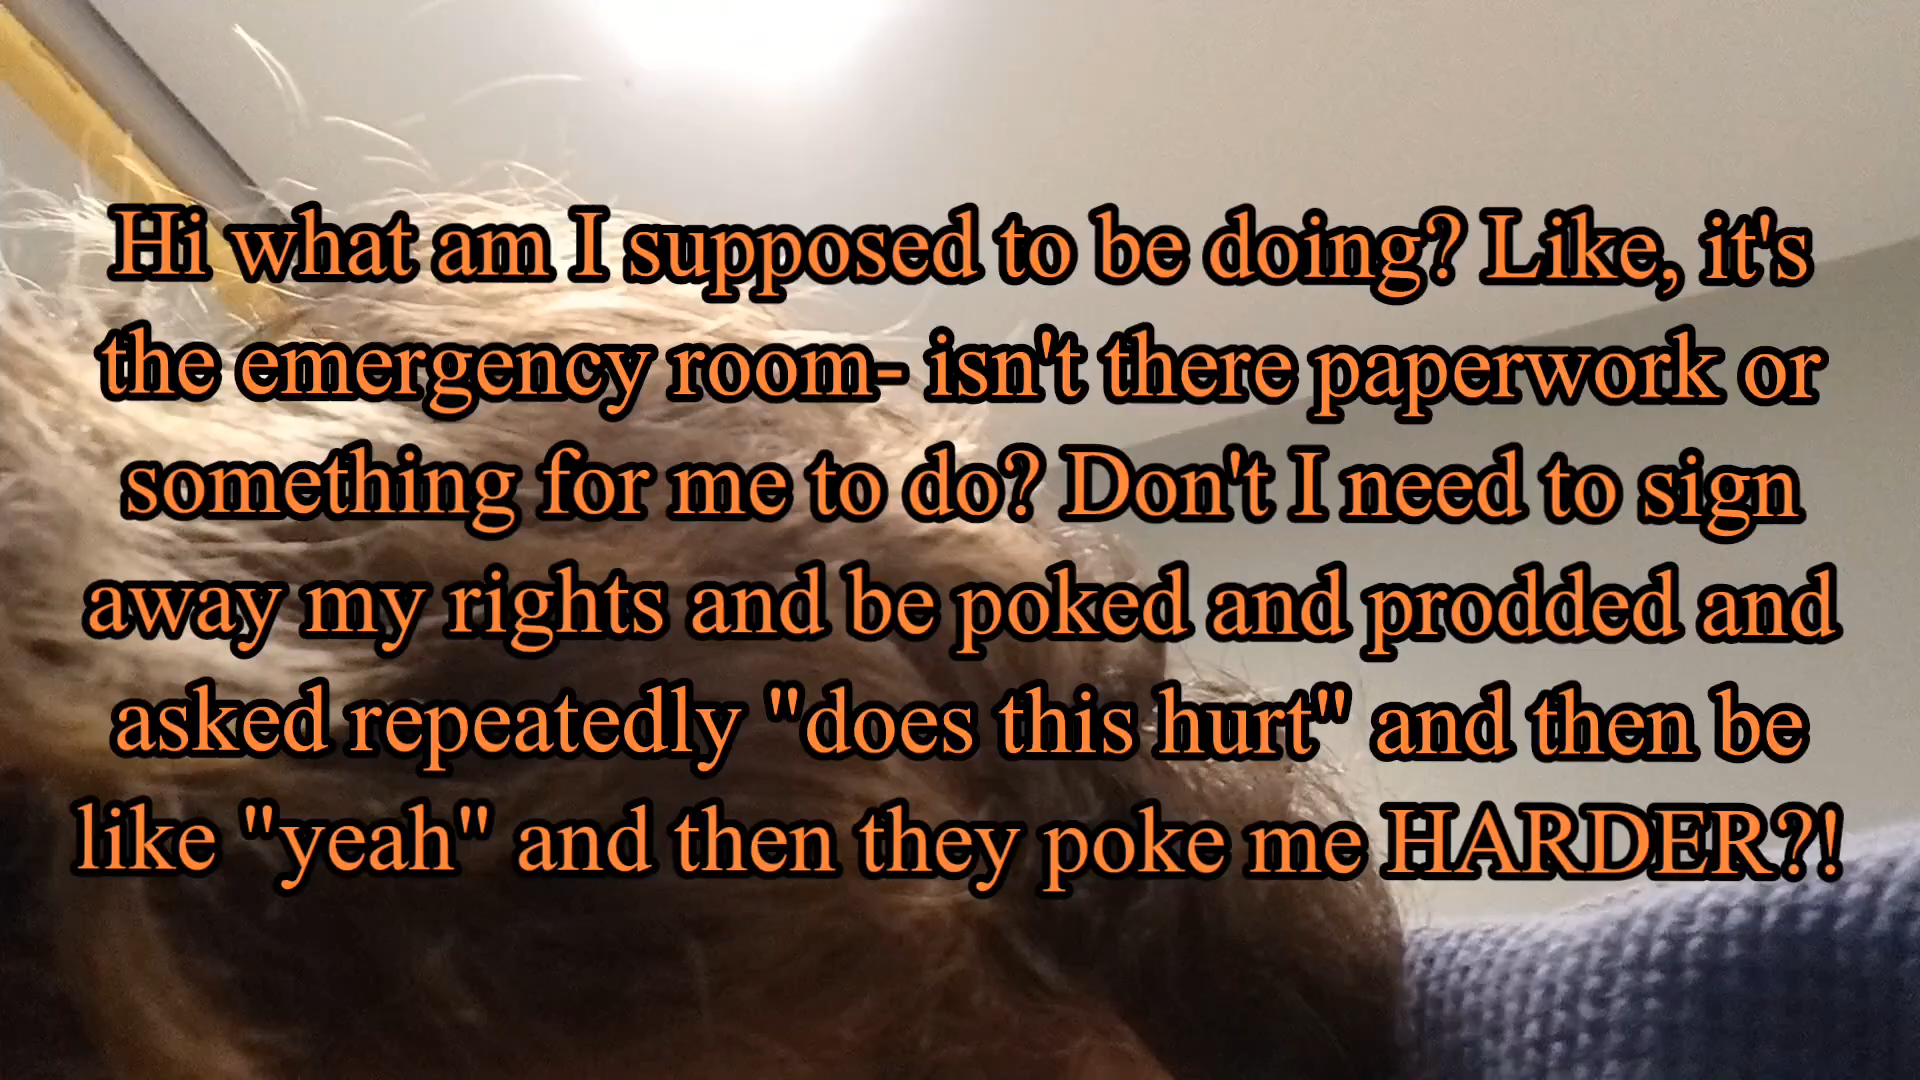 Hi what am I supposed to be doing? Like, it's
the emergency room- isn't there paperwork or
something for me to do? Don't I need to sign
away my rights and be poked and prodded and
asked repeatedly "does this hurt" and then be
like "yeah" and then they poke me HARDER?!